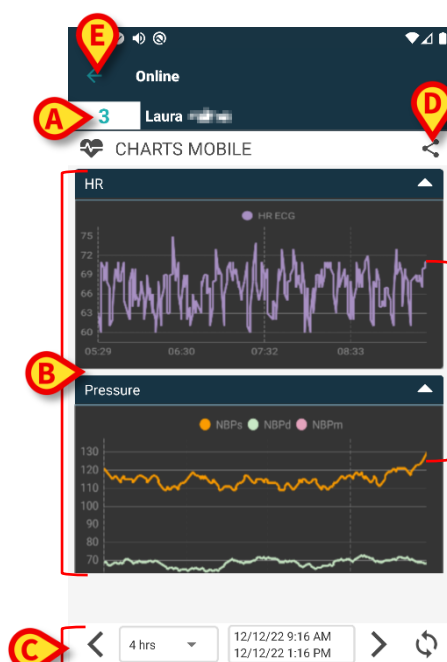 E
Online
A
3
Laura
D
CHARTS MOBILE
HR
HR ECG
75
72
69
66
63
60
05:29 06:30 07:32 08:33
B
Pressure
NBPs NBPd NBPm
130
120
110
100
90
80
70
C
4 hrs
12/12/22 9:16 AM
12/12/22 1:16 PM